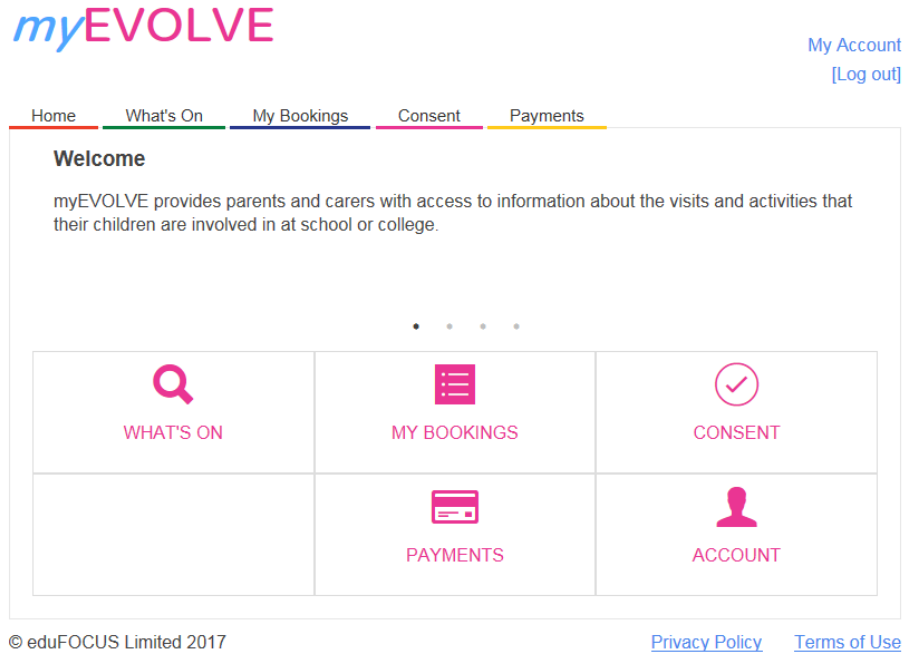 myEVOLVE
My Account
[Log out]
Home What's On My Bookings Consent Payments
Welcome
myEVOLVE provides parents and carers with access to information about the visits and activities that
their children are involved in at school or college.
WHAT'S ON MY BOOKINGS CONSENT
PAYMENTS ACCOUNT
© eduFOCUS Limited 2017 Privacy Policy Terms of Use